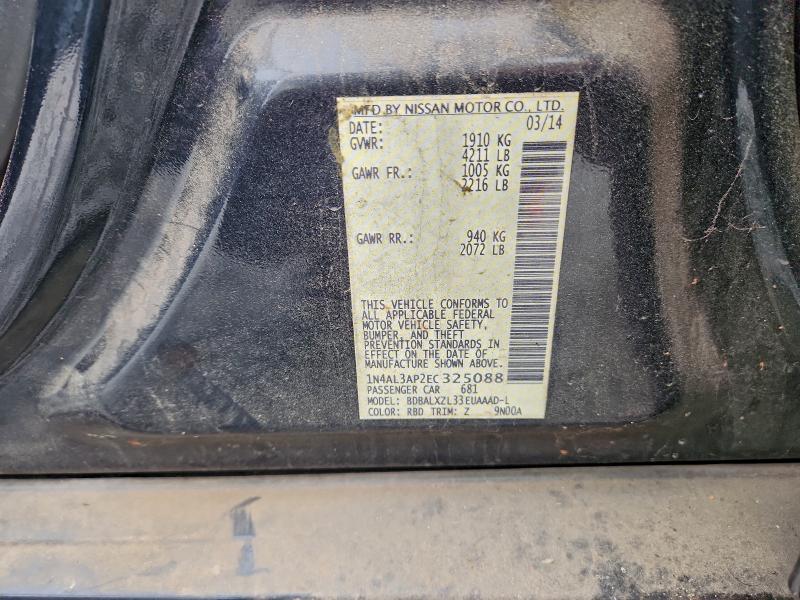 MFD BY NISSAN MOTOR CO., LTD.
DATE: 03/14
GVWR: 1910 KG
4211 LB
GAWR FR.: 1005 KG
2216 LB
GAWR RR.: 940 KG
2072 LB
THIS VEHICLE CONFORMS TO
ALL APPLICABLE FEDERAL
MOTOR VEHICLE SAFETY,
BUMPER, AND THEFT
PREVENTION STANDARDS IN
EFFECT ON THE DATE OF
MANUFACTURE SHOWN ABOVE.
1N4AL3AP2EC325088
PASSENGER CAR 681
MODEL: BDBALXZL33EUAAAD-L
COLOR: RBD TRIM: Z 9N00A